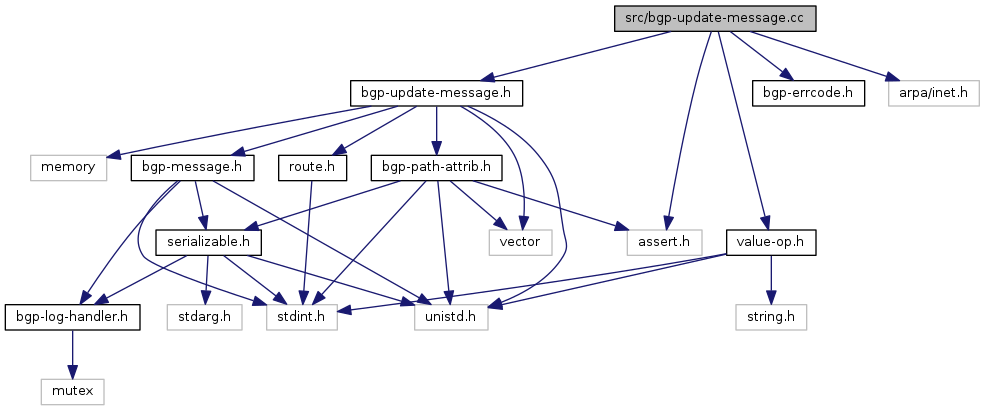 src/bgp-update-message.cc
bgp-update-message.h
bgp-errcode.h
arpa/inet.h
memory
bgp-message.h
route.h
bgp-path-attrib.h
serializable.h
vector
assert.h
value-op.h
bgp-log-handler.h
stdarg.h
stdint.h
unistd.h
string.h
mutex